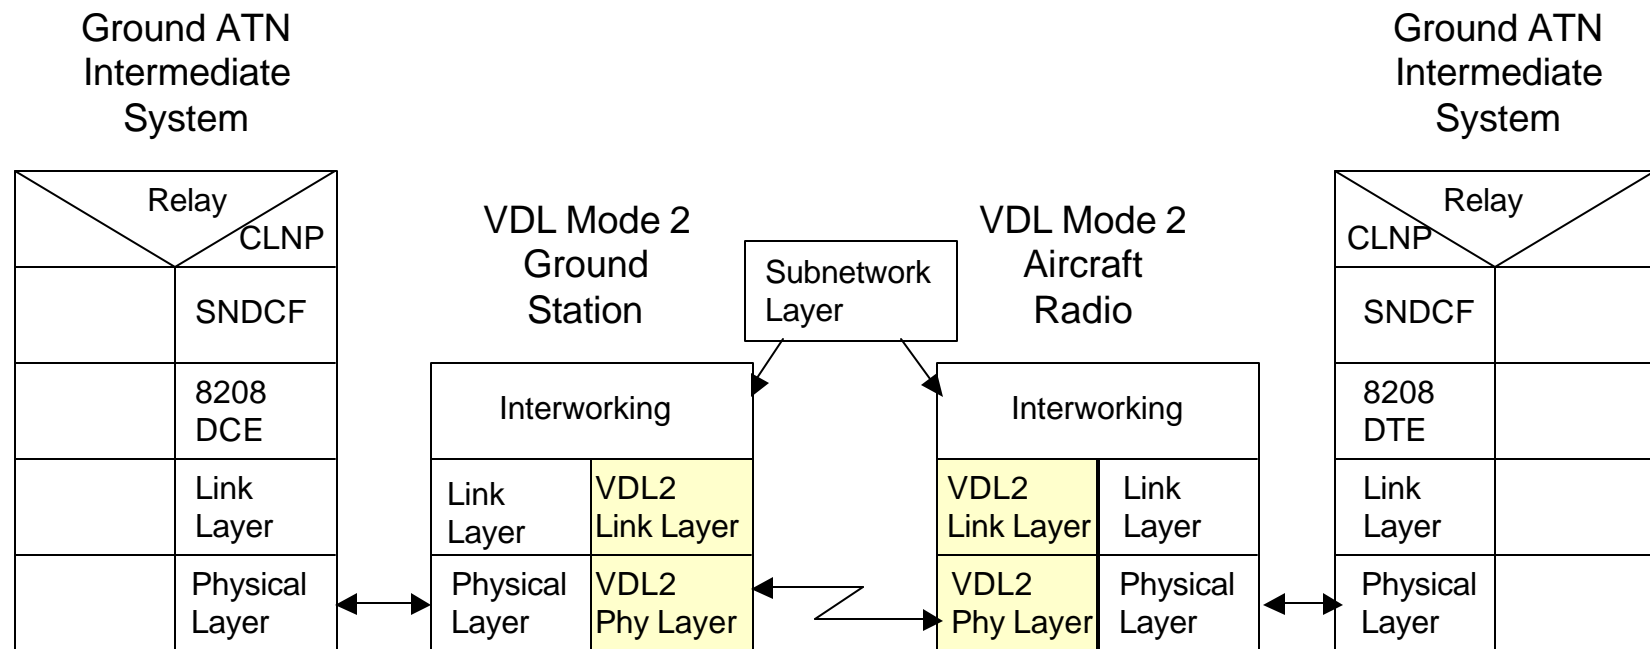 Ground ATN
Intermediate
System
Relay
CLNP
SNDCF
8208
DCE
Link
Layer
Physical
Layer
VDL Mode 2
Ground
Station
Interworking
Link
Layer
VDL2
Link Layer
Physical
Layer
VDL2
Phy Layer
Subnetwork
Layer
VDL Mode 2
Aircraft
Radio
Interworking
VDL2
Link Layer
Link
Layer
VDL2
Phy Layer
Physical
Layer
Ground ATN
Intermediate
System
Relay
CLNP
SNDCF
8208
DTE
Link
Layer
Physical
Layer